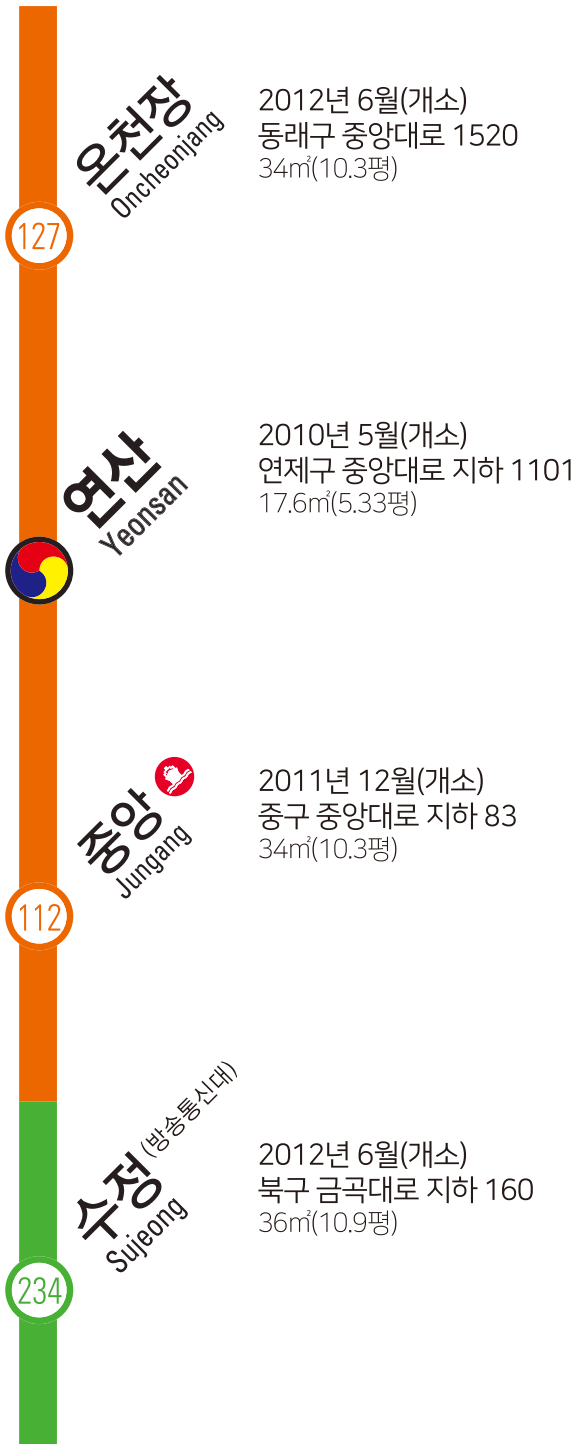 온천장
Oncheonjang
2012년 6월(개소)
동래구 중앙대로 1520
34㎡(10.3평)
127
연산
Yeonsan
2010년 5월(개소)
연제구 중앙대로 지하 1101
17.6㎡(5.33평)
중앙
Jungang
2011년 12월(개소)
중구 중앙대로 지하 83
34㎡(10.3평)
112
수정 (방송통신대)
Sujeong
2012년 6월(개소)
북구 금곡대로 지하 160
36㎡(10.9평)
234